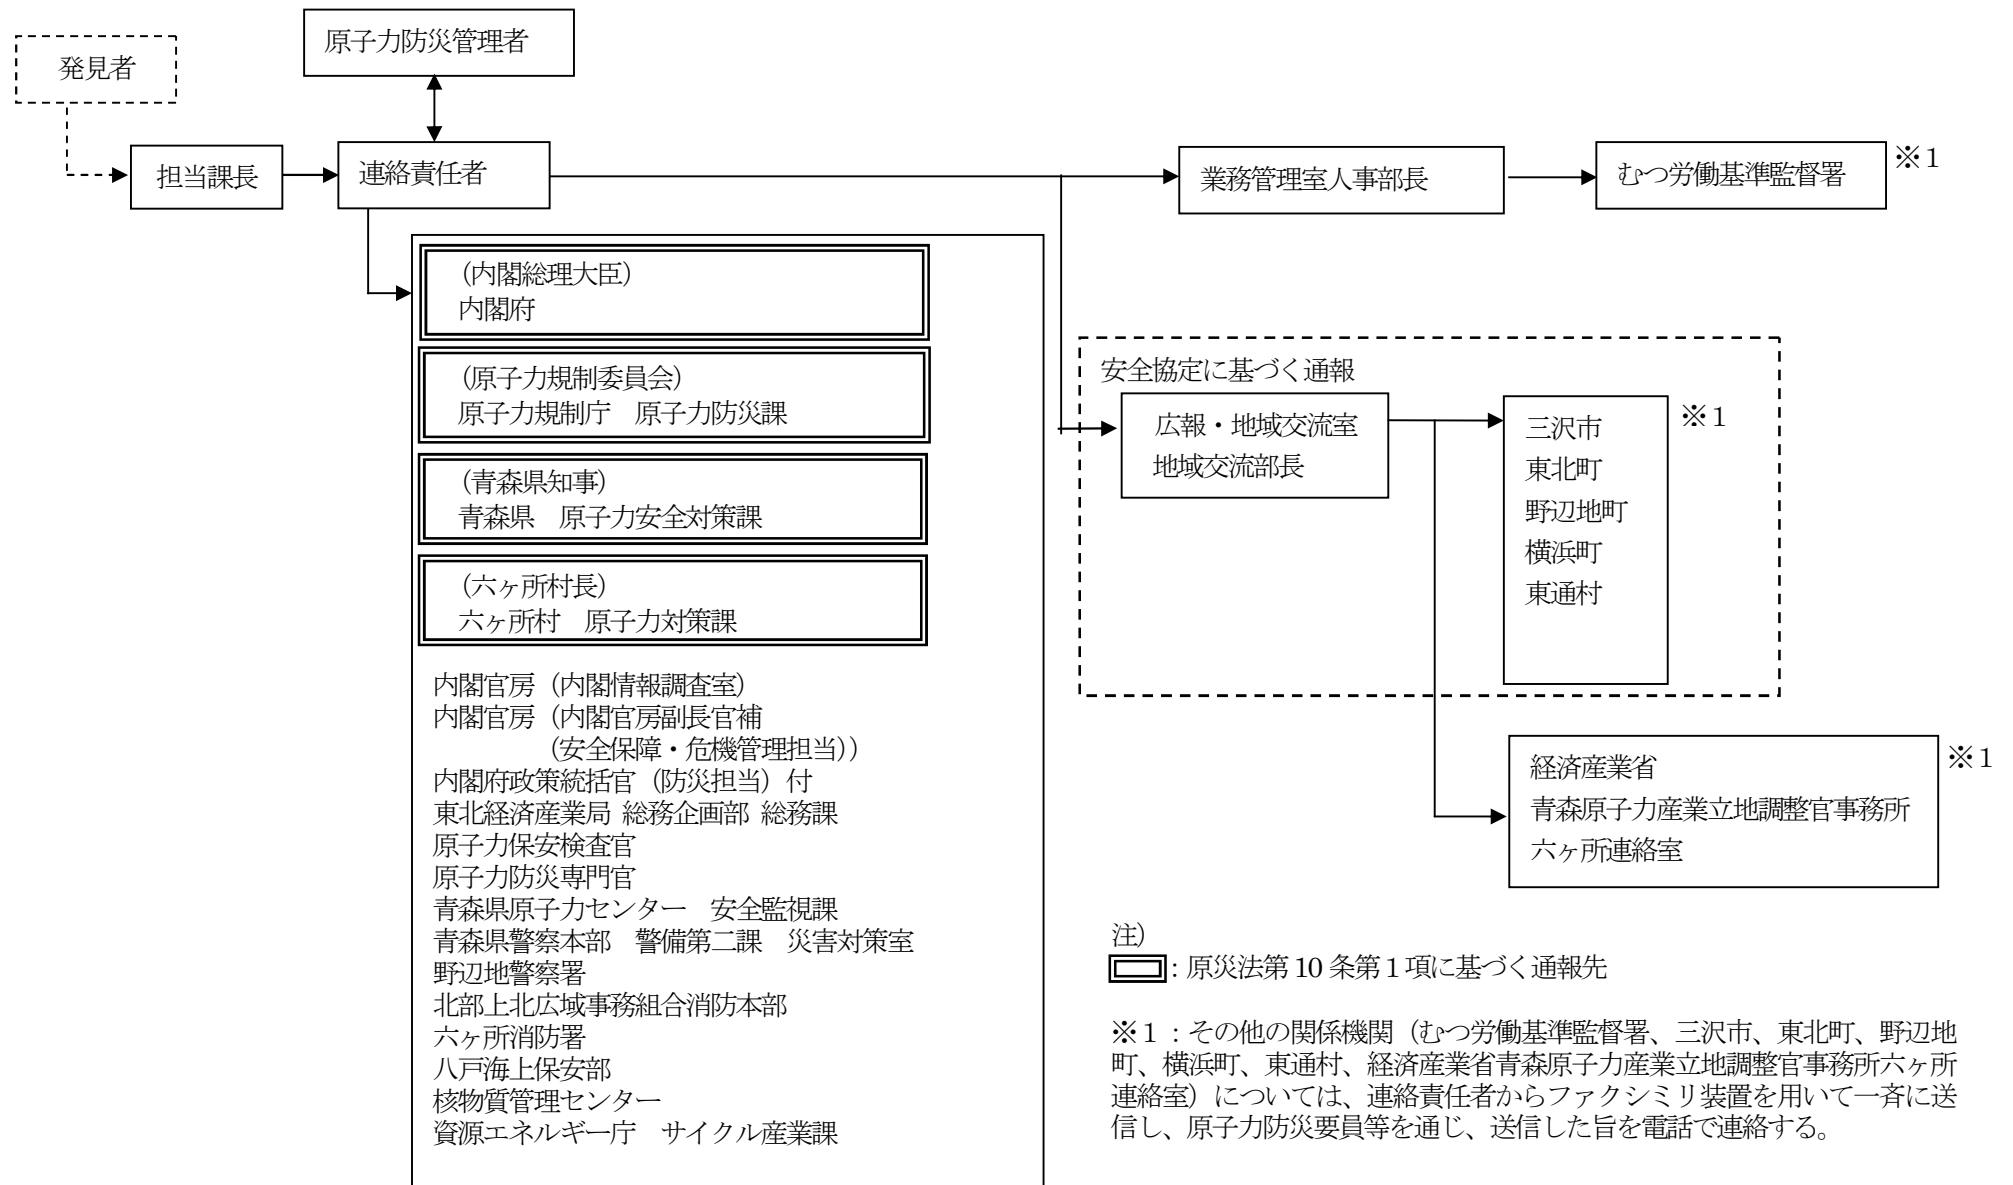 発見者
原子力防災管理者
担当課長
連絡責任者
業務管理室人事部長
むつ労働基準監督署
※1
(内閣総理大臣)
内閣府
(原子力規制委員会)
原子力規制庁　原子力防災課
(青森県知事)
青森県　原子力安全対策課
(六ヶ所村長)
六ヶ所村　原子力対策課
内閣官房（内閣情報調査室）
内閣官房（内閣官房副長官補
（安全保障・危機管理担当））
内閣府政策統括官（防災担当）付
東北経済産業局 総務企画部 総務課
原子力保安検査官
原子力防災専門官
青森県原子力センター　安全監視課
青森県警察本部　警備第二課　災害対策室
野辺地警察署
北部上北広域事務組合消防本部
六ヶ所消防署
八戸海上保安部
核物質管理センター
資源エネルギー庁　サイクル産業課
安全協定に基づく通報
広報・地域交流室
地域交流部長
三沢市
東北町
野辺地町
横浜町
東通村
※1
経済産業省
青森原子力産業立地調整官事務所
六ヶ所連絡室
※1
注）
：原災法第 10 条第 1 項に基づく通報先
※1：その他の関係機関（むつ労働基準監督署、三沢市、東北町、野辺地
町、横浜町、東通村、経済産業省青森原子力産業立地調整官事務所六ヶ所
連絡室）については、連絡責任者からファクシミリ装置を用いて一斉に送
信し、原子力防災要員等を通じ、送信した旨を電話で連絡する。